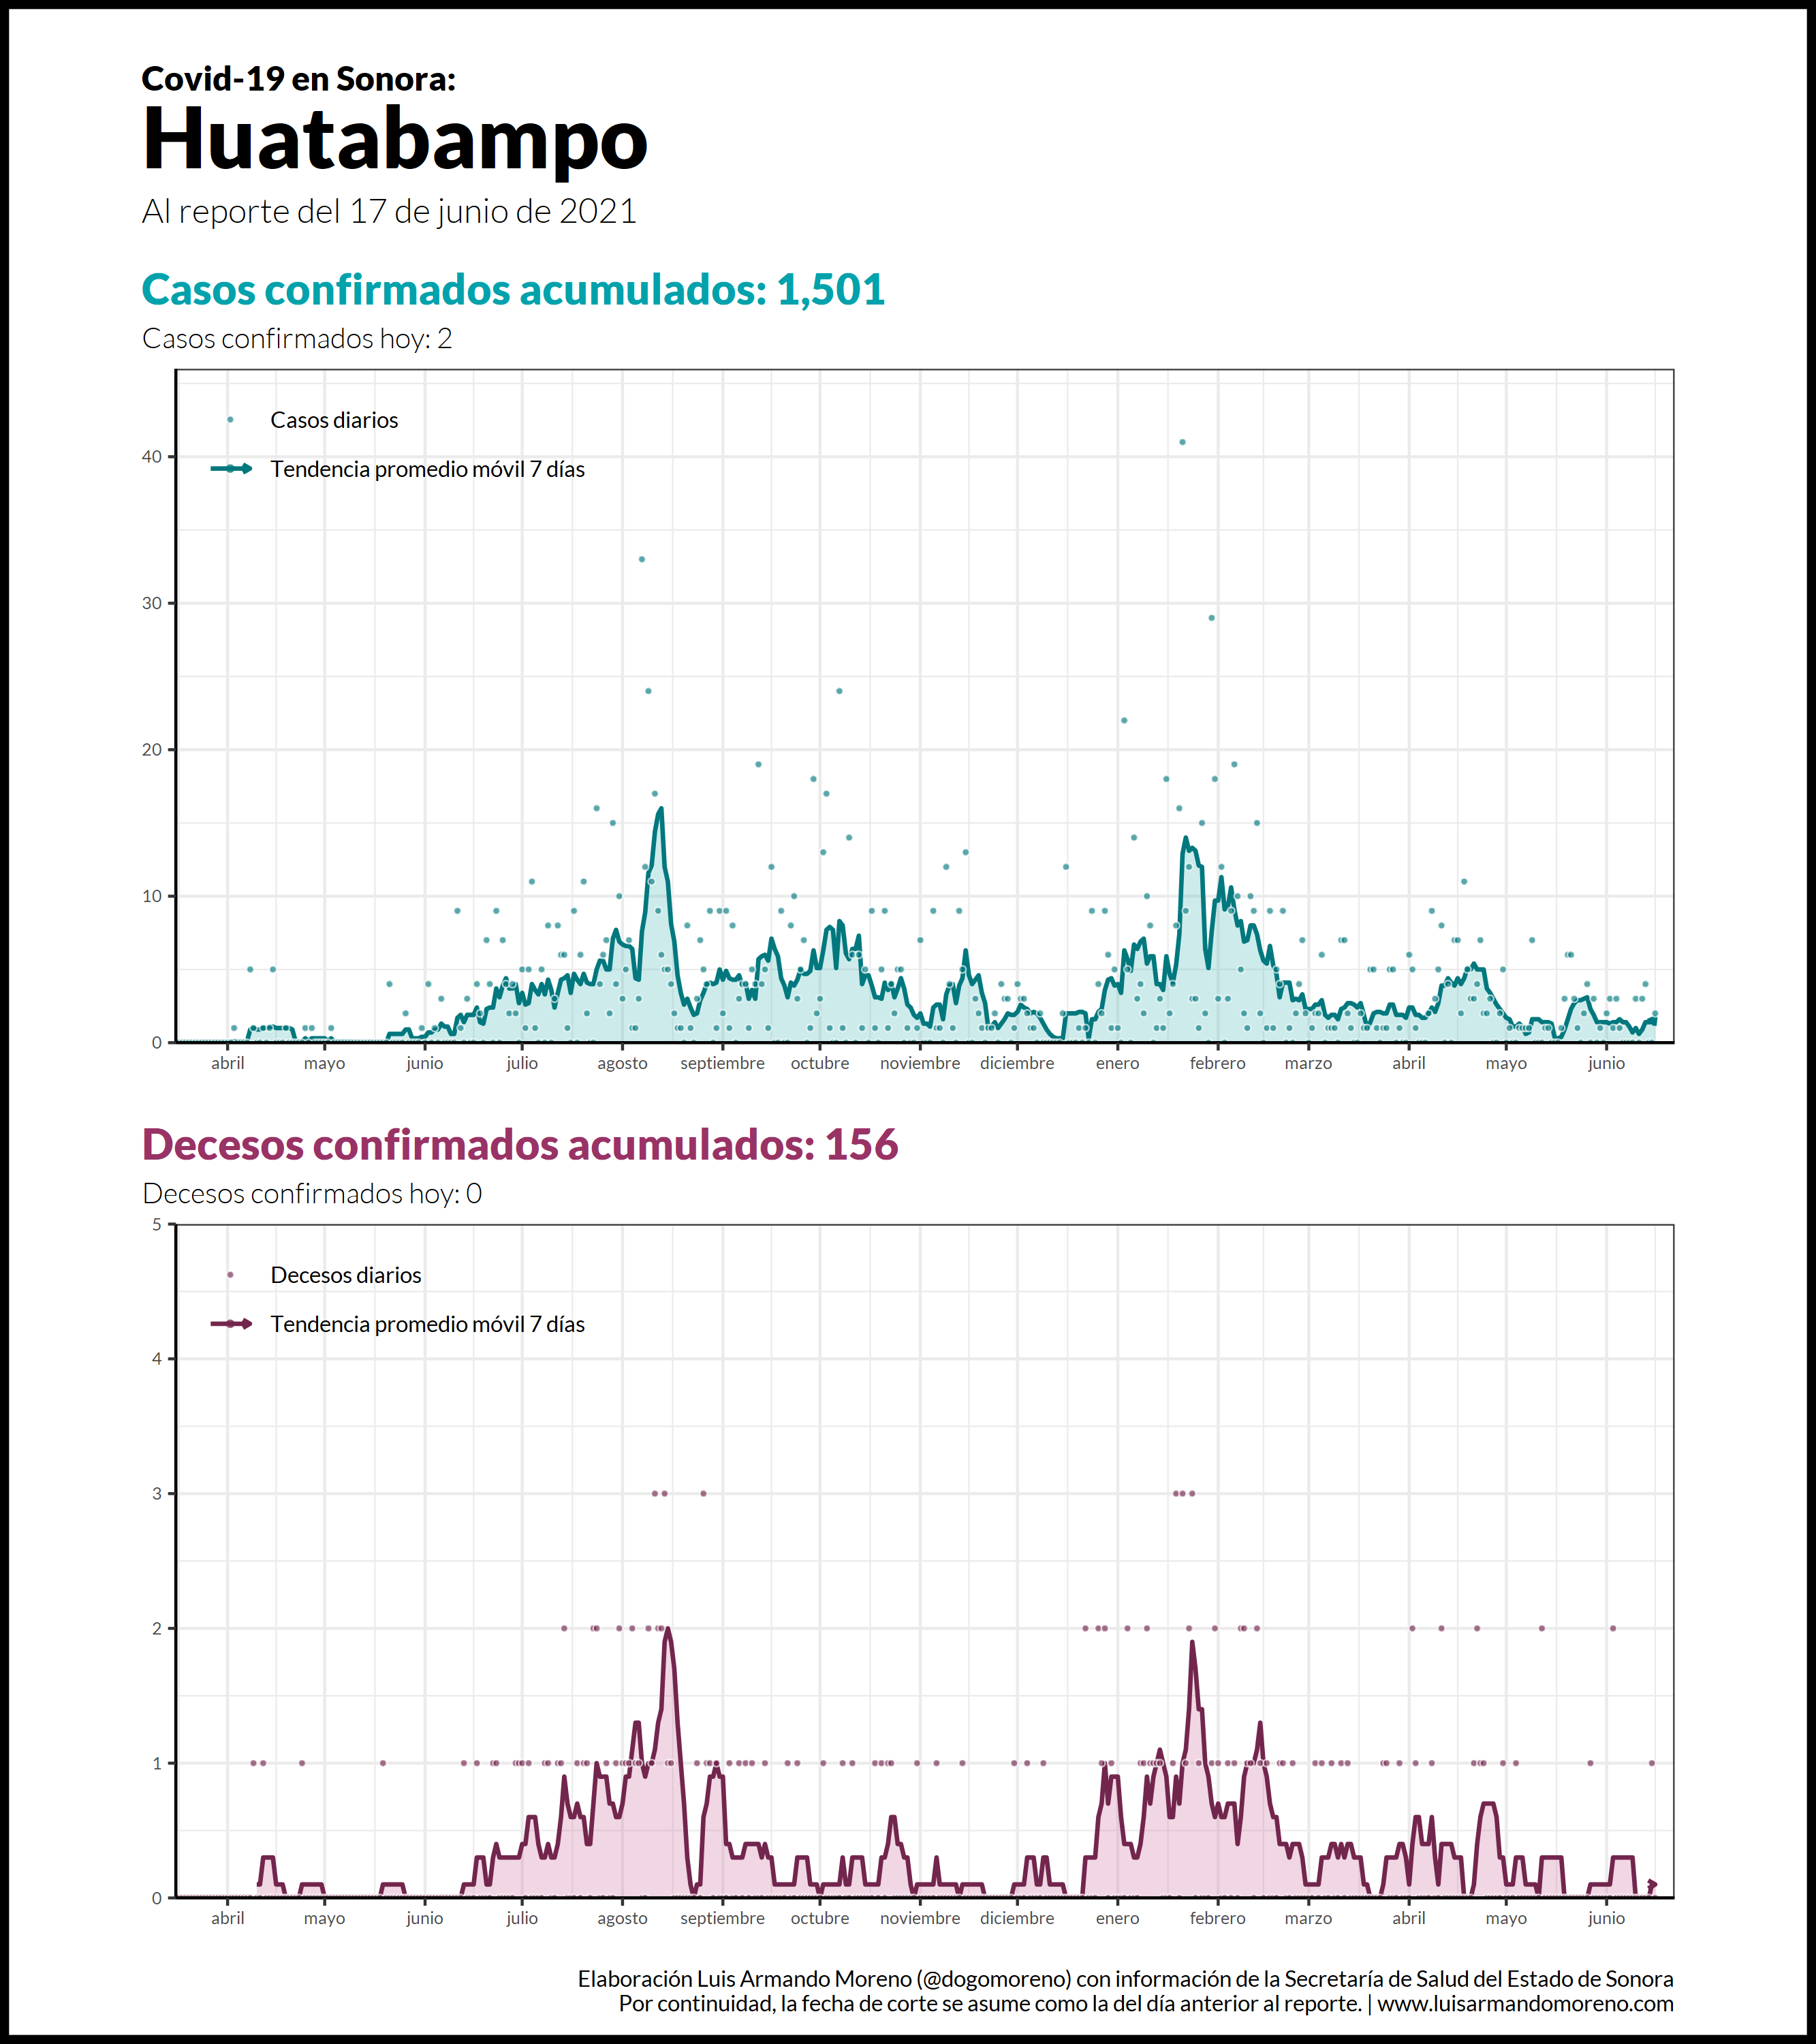 Covid-19 en Sonora:
Huatabampo
Al reporte del 17 de junio de 2021
Casos confirmados acumulados: 1,501
Casos confirmados hoy: 2
Casos diarios
Tendencia promedio móvil 7 días
40
30
20
10
0
abril mayo junio julio agosto septiembre octubre noviembre diciembre enero febrero marzo abril mayo junio
Decesos confirmados acumulados: 156
Decesos confirmados hoy: 0
5
Decesos diarios
Tendencia promedio móvil 7 días
4
3
2
1
0
abril mayo junio julio agosto septiembre octubre noviembre diciembre enero febrero marzo abril mayo junio
Elaboración Luis Armando Moreno (@dogomoreno) con información de la Secretaría de Salud del Estado de Sonora
Por continuidad, la fecha de corte se asume como la del día anterior al reporte. | www.luisarmandomoreno.com